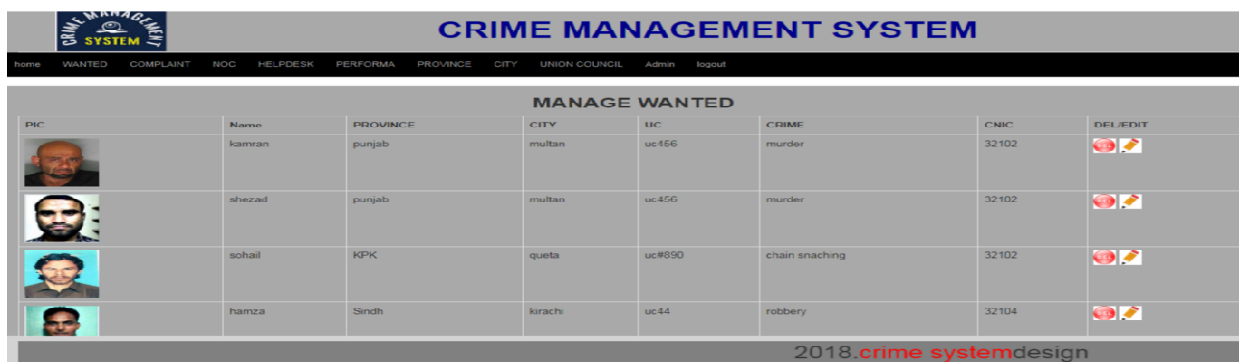 CRIME MANAGEMENT SYSTEM
CRIME MANAGEMENT SYSTEM
home WANTED COMPLAINT NOC HELPDESK PERFORMA PROVINCE CITY UNION COUNCIL Admin logout
MANAGE WANTED
PIC Name PROVINCE CITY UC CRIME CNIC DEL/EDIT
kamran punjab multan uc456 murder 32102
shezad punjab multan uc456 murder 32102
sohail KPK queta uc#890 chain snaching 32102
hamza Sindh kirachi uc44 robbery 32104
2018.crime systemdesign